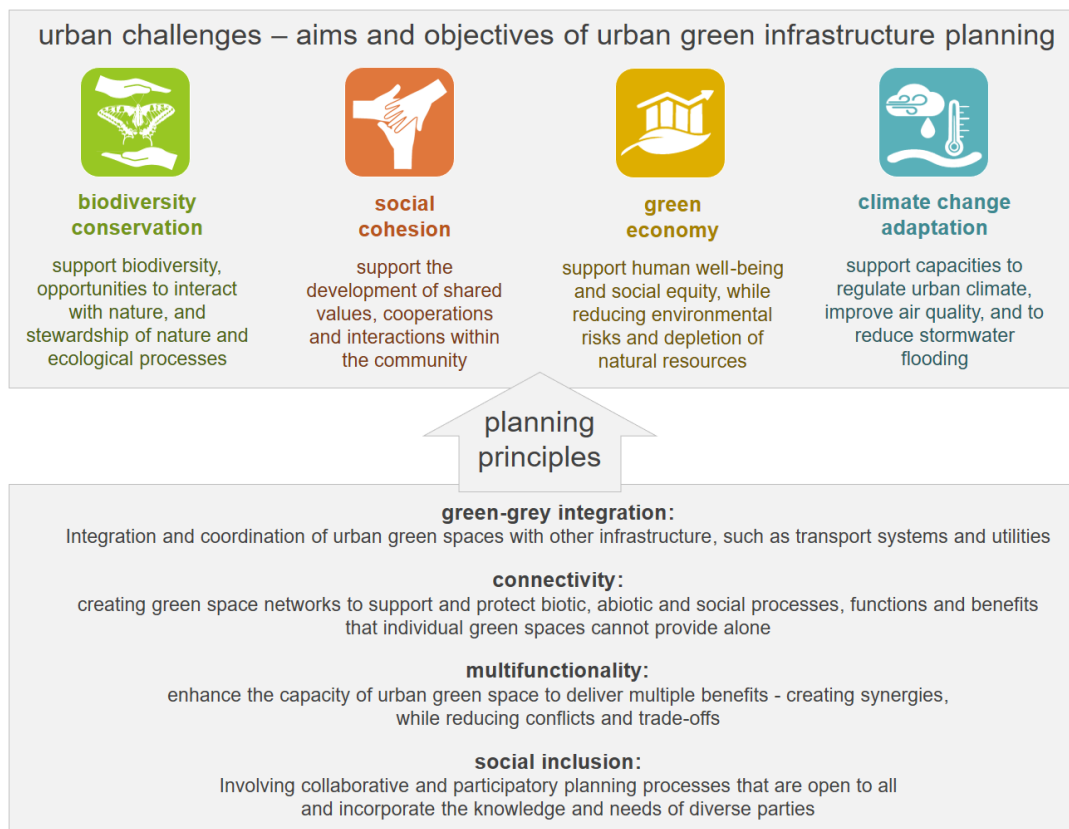 urban challenges – aims and objectives of urban green infrastructure planning
biodiversity
conservation
support biodiversity,
opportunities to interact
with nature, and
stewardship of nature and
ecological processes
social
cohesion
support the
development of shared
values, cooperations
and interactions within
the community
green
economy
support human well-being
and social equity, while
reducing environmental
risks and depletion of
natural resources
climate change
adaptation
support capacities to
regulate urban climate,
improve air quality, and to
reduce stormwater
flooding
planning
principles
green-grey integration:
Integration and coordination of urban green spaces with other infrastructure, such as transport systems and utilities
connectivity:
creating green space networks to support and protect biotic, abiotic and social processes, functions and benefits
that individual green spaces cannot provide alone
multifunctionality:
enhance the capacity of urban green space to deliver multiple benefits - creating synergies,
while reducing conflicts and trade-offs
social inclusion:
Involving collaborative and participatory planning processes that are open to all
and incorporate the knowledge and needs of diverse parties